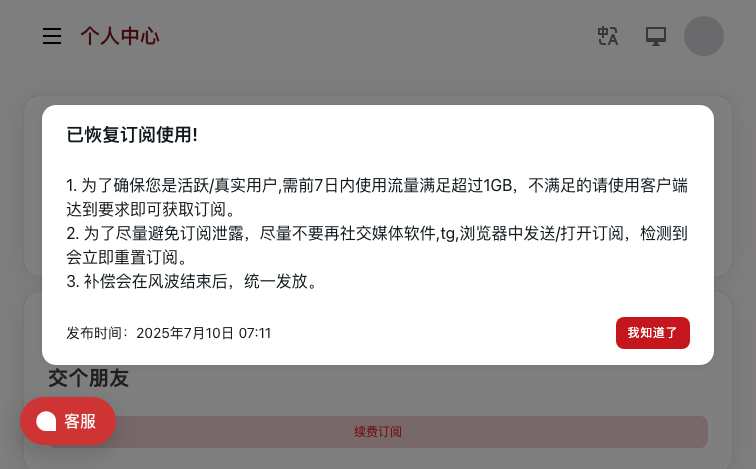 个人中心
已恢复订阅使用!
1. 为了确保您是活跃/真实用户,需前7日内使用流量满足超过1GB，不满足的请使用客户端
达到要求即可获取订阅。
2. 为了尽量避免订阅泄露，尽量不要再社交媒体软件,tg,浏览器中发送/打开订阅，检测到
会立即重置订阅。
3. 补偿会在风波结束后，统一发放。
发布时间：2025年7月10日 07:11
我知道了
交个朋友
客服
续费订阅